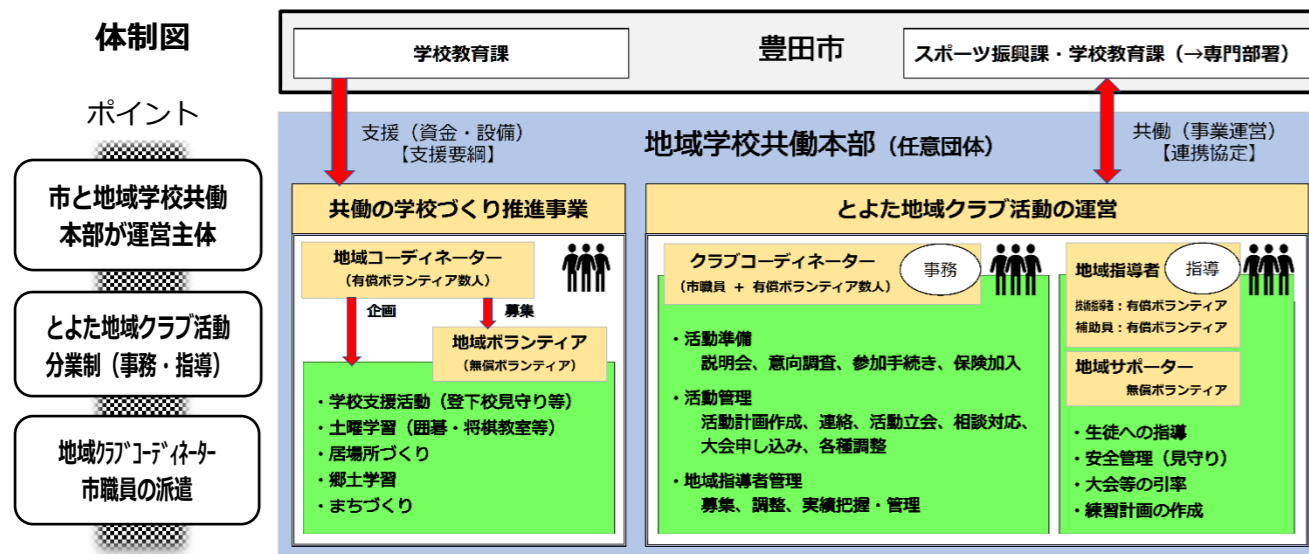 体制図
ポイント
市と地域学校共働
本部が運営主体
とよた地域クラブ活動
分業制（事務・指導）
地域ｸﾗﾌﾞｺｰﾃﾞｨﾈｰﾀｰ
市職員の派遣
豊田市
学校教育課
スポーツ振興課・学校教育課（→専門部署）
支援（資金・設備）
【支援要綱】
地域学校共働本部（任意団体）
共働（事業運営）
【連携協定】
共働の学校づくり推進事業
地域コーディネーター
（有償ボランティア数人）
企画
募集
地域ボランティア
（無償ボランティア）
・学校支援活動（登下校見守り等）
・土曜学習（囲碁・将棋教室等）
・居場所づくり
・郷土学習
・まちづくり
とよた地域クラブ活動の運営
クラブコーディネーター
（市職員 + 有償ボランティア数人）
事務
・活動準備
説明会、意向調査、参加手続き、保険加入
・活動管理
活動計画作成、連絡、活動立会、相談対応、
大会申し込み、各種調整
・地域指導者管理
募集、調整、実績把握・管理
地域指導者
指導
技術指導者：有償ボランティア
補助員：有償ボランティア
地域サポーター
無償ボランティア
・生徒への指導
・安全管理（見守り）
・大会等の引率
・練習計画の作成